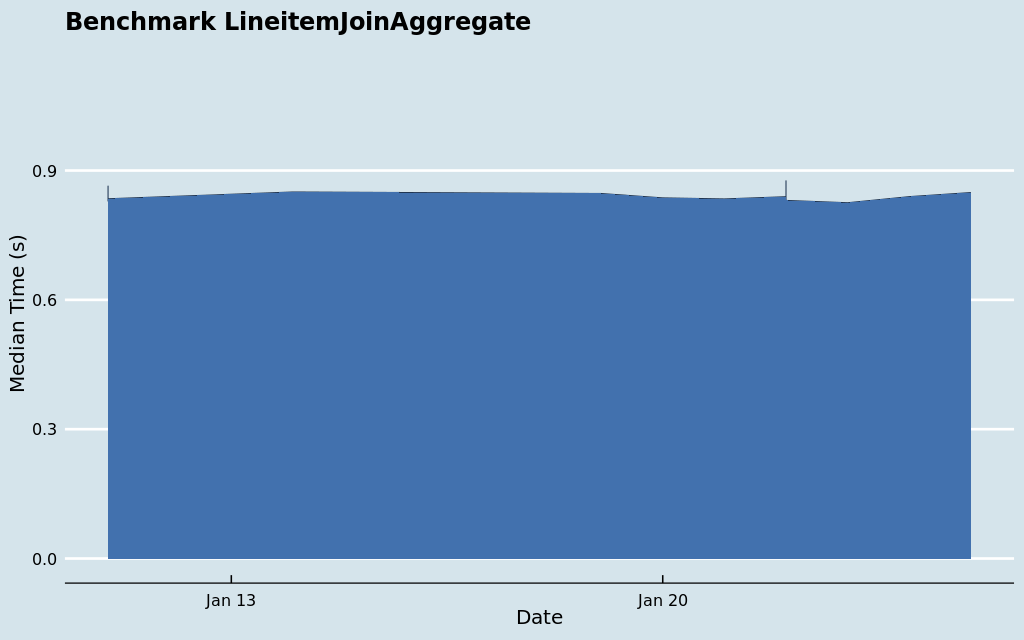 Benchmark LineitemJoinAggregate
Median Time (s)
0.9
0.6
0.3
0.0
Jan 13
Jan 20
Date